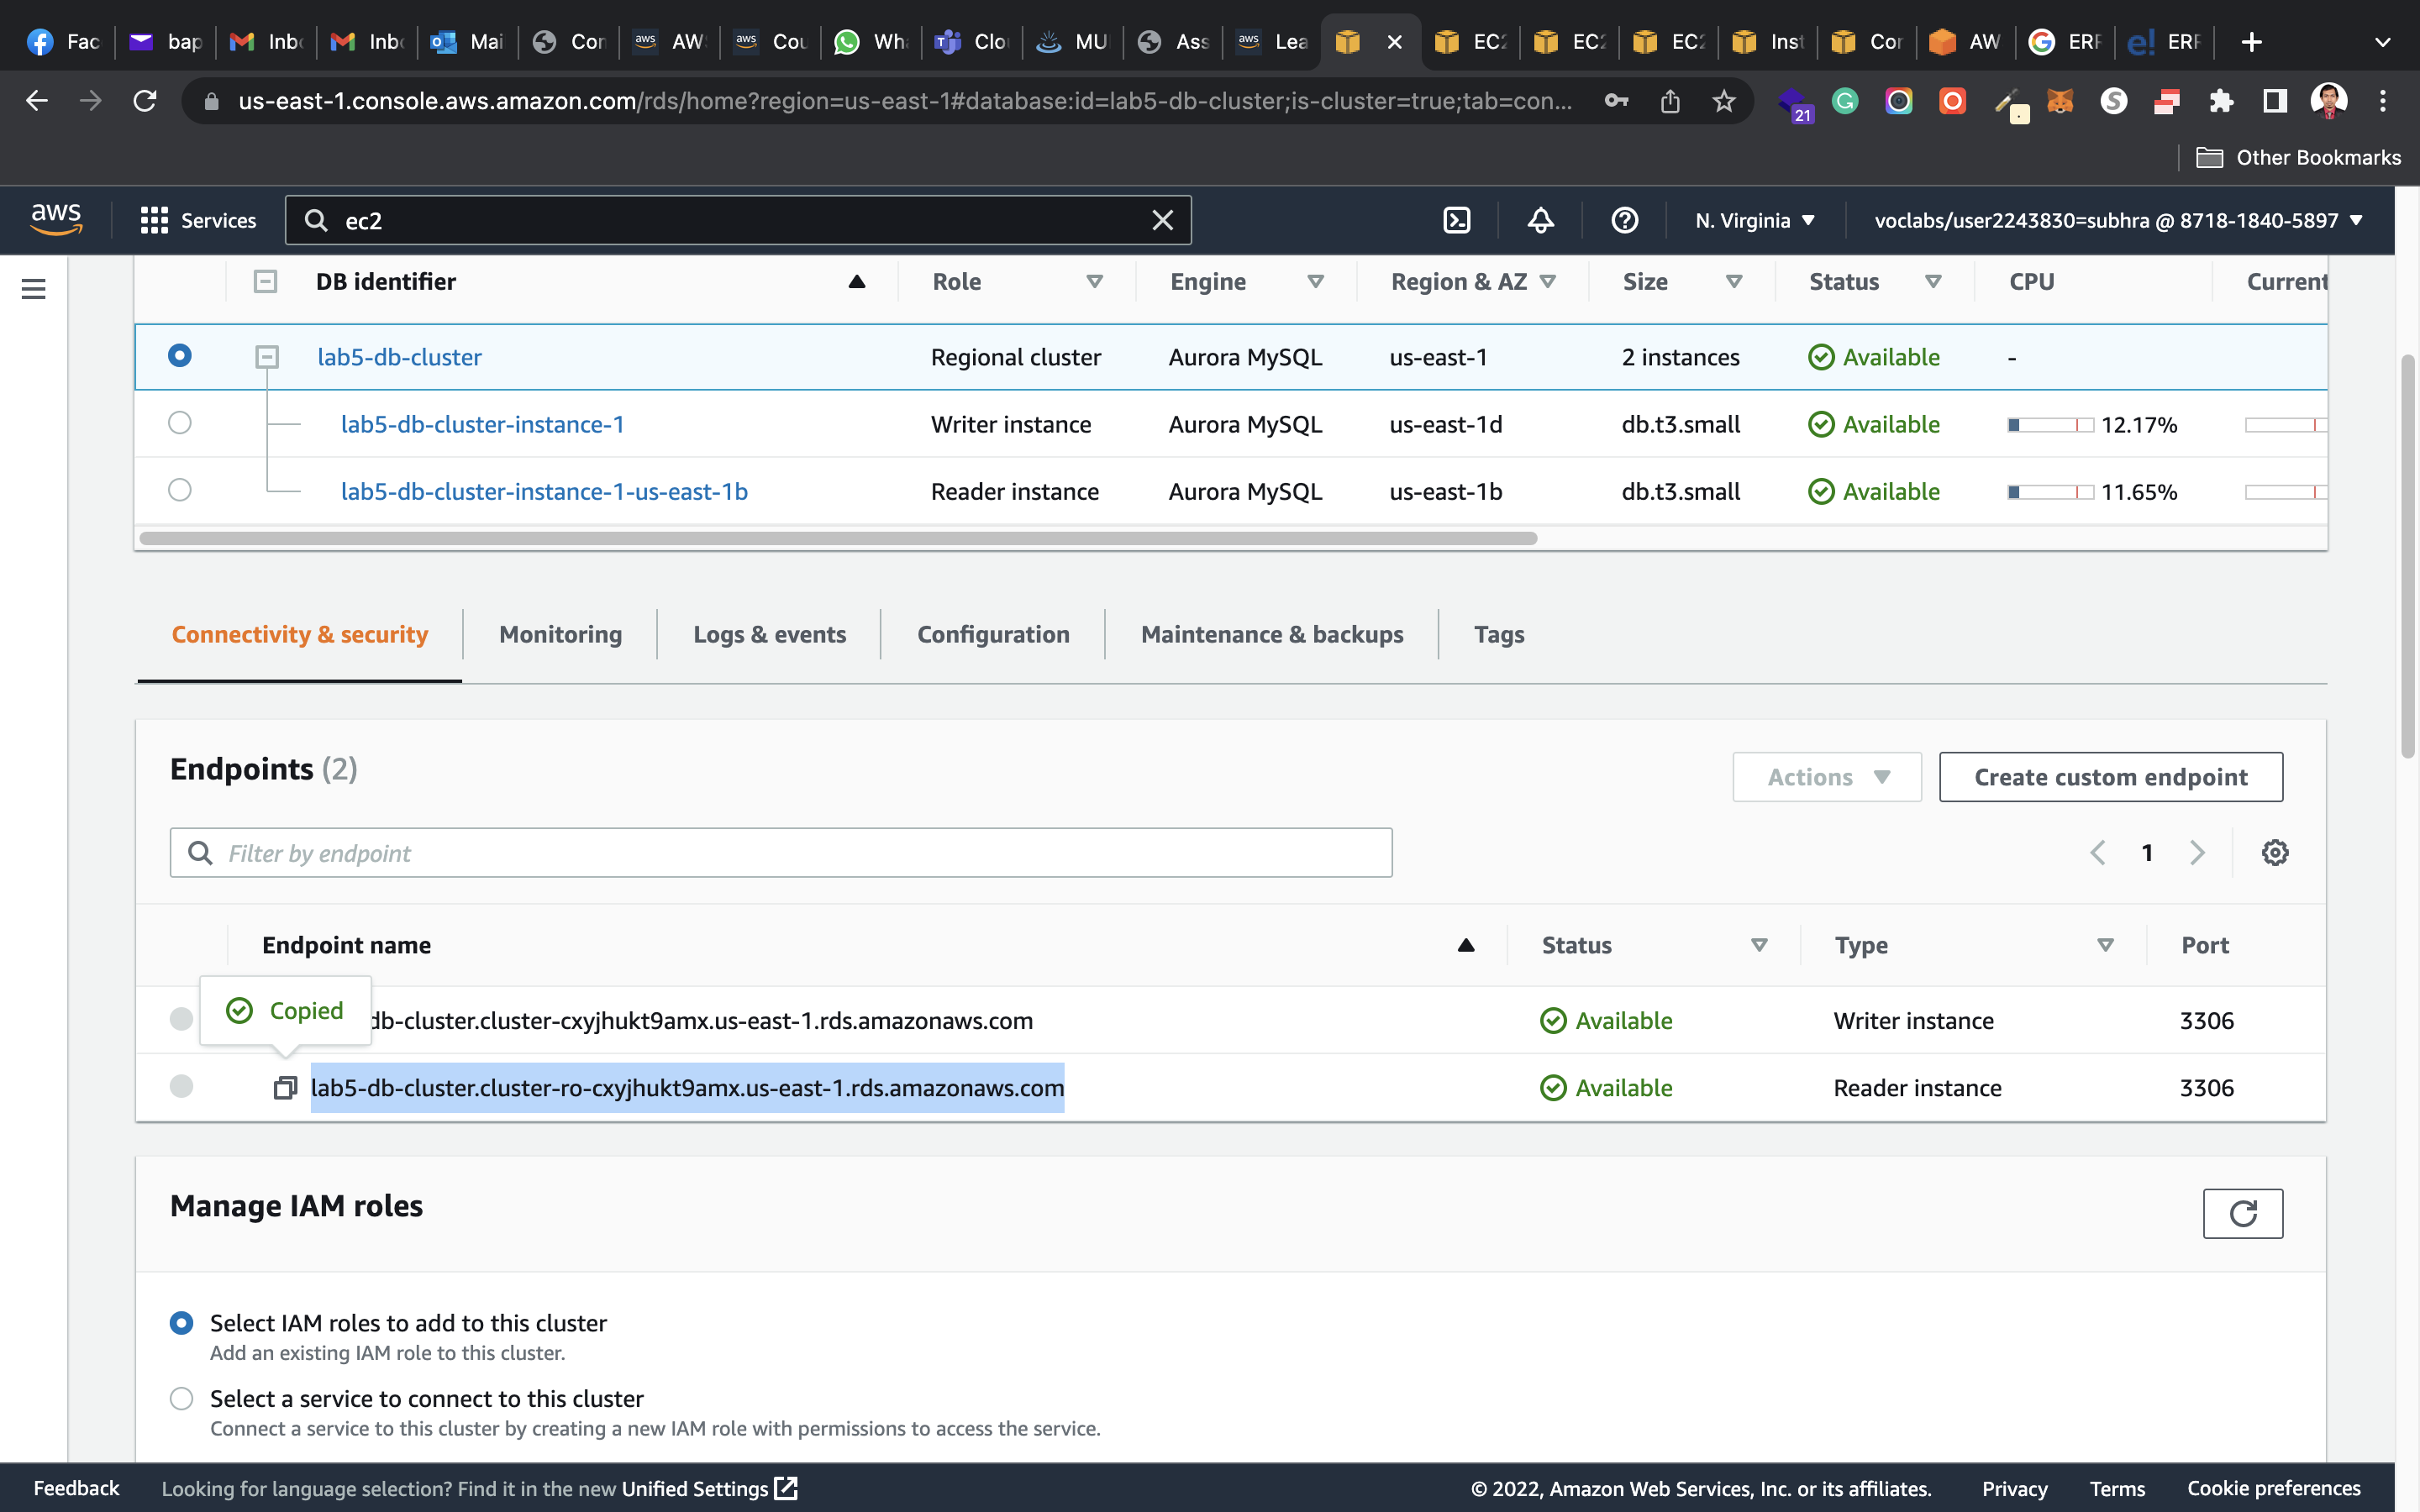 Fac bap Inbo Inbo Mai Con aws AW aws Cou Wha Clo MU Ass aws Lea EC2 EC2 EC2 Inst Con AW ERR ERR
us-east-1.console.aws.amazon.com/rds/home?region=us-east-1#database:id=lab5-db-cluster;is-cluster=true;tab=con...
21
Other Bookmarks
aws Services ec2 N. Virginia voclabs/user2243830=subhra @ 8718-1840-5897
DB identifier Role Engine Region & AZ Size Status CPU Current
lab5-db-cluster Regional cluster Aurora MySQL us-east-1 2 instances Available -
lab5-db-cluster-instance-1 Writer instance Aurora MySQL us-east-1d db.t3.small Available 12.17%
lab5-db-cluster-instance-1-us-east-1b Reader instance Aurora MySQL us-east-1b db.t3.small Available 11.65%
Connectivity & security Monitoring Logs & events Configuration Maintenance & backups Tags
Endpoints (2) Actions Create custom endpoint
Filter by endpoint 1
Endpoint name Status Type Port
Copied
db-cluster.cluster-cxyjhukt9amx.us-east-1.rds.amazonaws.com Available Writer instance 3306
lab5-db-cluster.cluster-ro-cxyjhukt9amx.us-east-1.rds.amazonaws.com Available Reader instance 3306
Manage IAM roles
Select IAM roles to add to this cluster
Add an existing IAM role to this cluster.
Select a service to connect to this cluster
Connect a service to this cluster by creating a new IAM role with permissions to access the service.
Feedback Looking for language selection? Find it in the new Unified Settings © 2022, Amazon Web Services, Inc. or its affiliates. Privacy Terms Cookie preferences